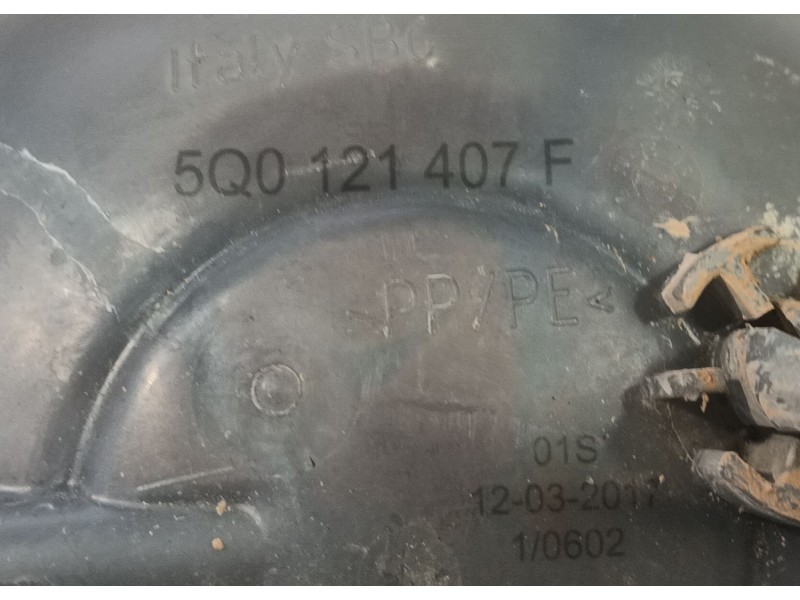 Italy SBC
5Q0 121 407 F
>PP/PE<
01S
12-03-2017
1/0602